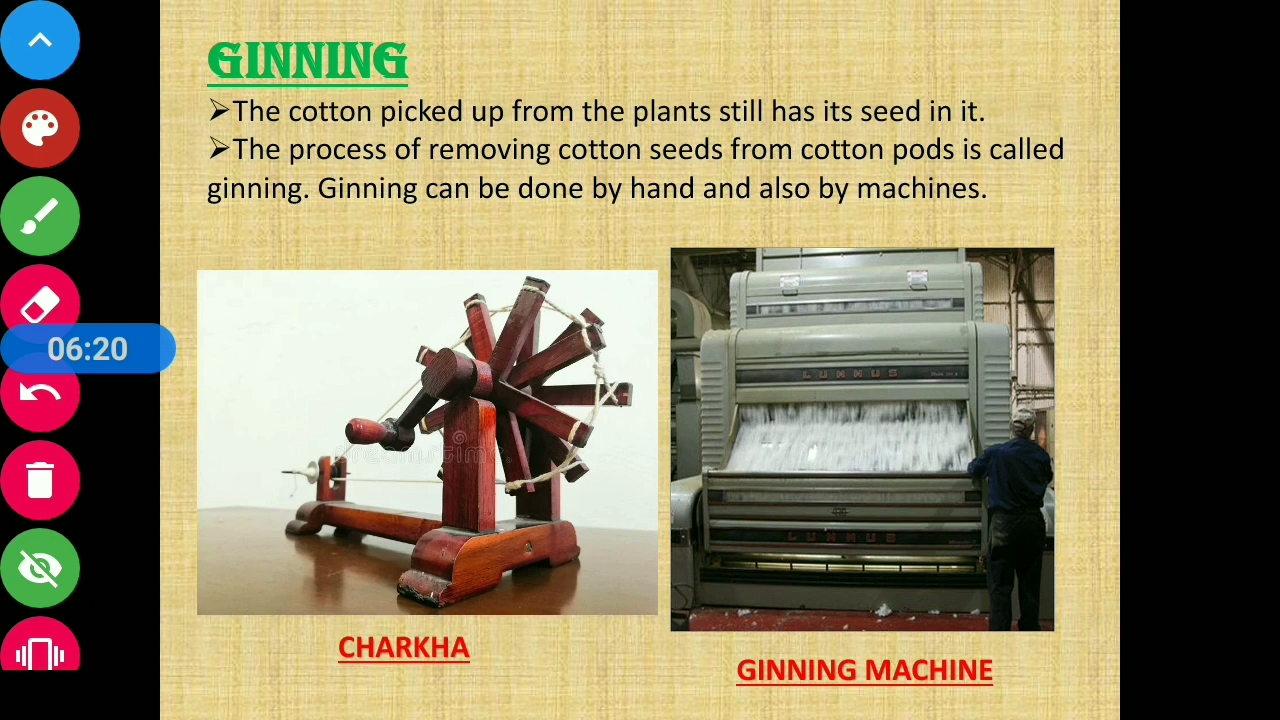 GINNING
➢The cotton picked up from the plants still has its seed in it.
➢The process of removing cotton seeds from cotton pods is called
ginning. Ginning can be done by hand and also by machines.
06:20
dreamstime
LUMMUS
LUMMUS
CHARKHA
GINNING MACHINE